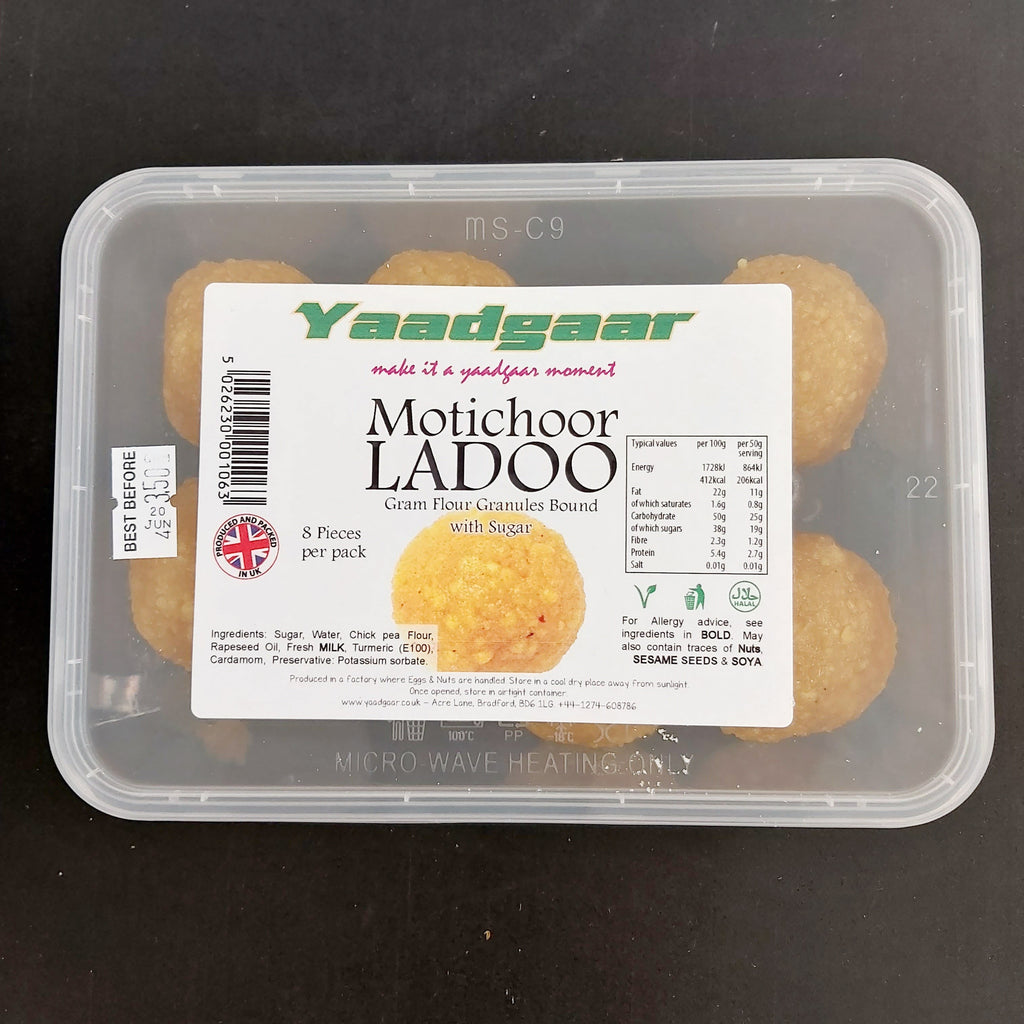 MS-C9
Yaadgaar
make it a yaadgaar moment
Motichoor
LADOO
Gram Flour Granules Bound
with Sugar
8 Pieces
per pack
5 026230 001063
BEST BEFORE
20
JUN
PRODUCED AND PACKED
IN UK
Typical values per 100g per 50g
serving
Energy 1728kJ 864kJ
412kcal 206kcal
Fat 22g 11g
of which saturates 1.6g 0.8g
Carbohydrate 50g 25g
of which sugars 38g 19g
Fibre 2.3g 1.2g
Protein 5.4g 2.7g
Salt 0.01g 0.01g
22
حلال
HALAL
For Allergy advice, see
ingredients in BOLD. May
also contain traces of Nuts,
SESAME SEEDS & SOYA
Ingredients: Sugar, Water, Chick pea Flour,
Rapeseed Oil, Fresh MILK, Turmeric (E100),
Cardamom, Preservative: Potassium sorbate.
Produced in a factory where Eggs & Nuts are handled. Store in a cool dry place away from sunlight.
Once opened, store in airtight container
www.yaadgaar.co.uk - Acre Lane, Bradford, BD6 1LG. +44-1274-608786
100°C PP -18°C
MICRO-WAVE HEATING ONLY